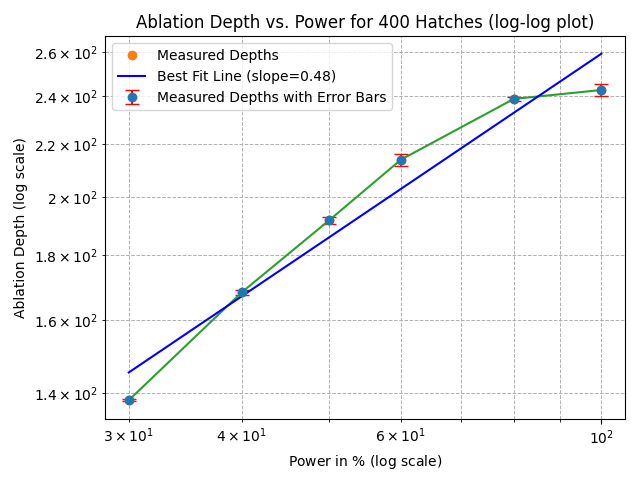 Ablation Depth vs. Power for 400 Hatches (log-log plot)
Measured Depths
Best Fit Line (slope=0.48)
Measured Depths with Error Bars
2.6 × 10²
2.4 × 10²
2.2 × 10²
2 × 10²
1.8 × 10²
1.6 × 10²
1.4 × 10²
Ablation Depth (log scale)
3 × 10¹ 4 × 10¹ 6 × 10¹ 10²
Power in % (log scale)